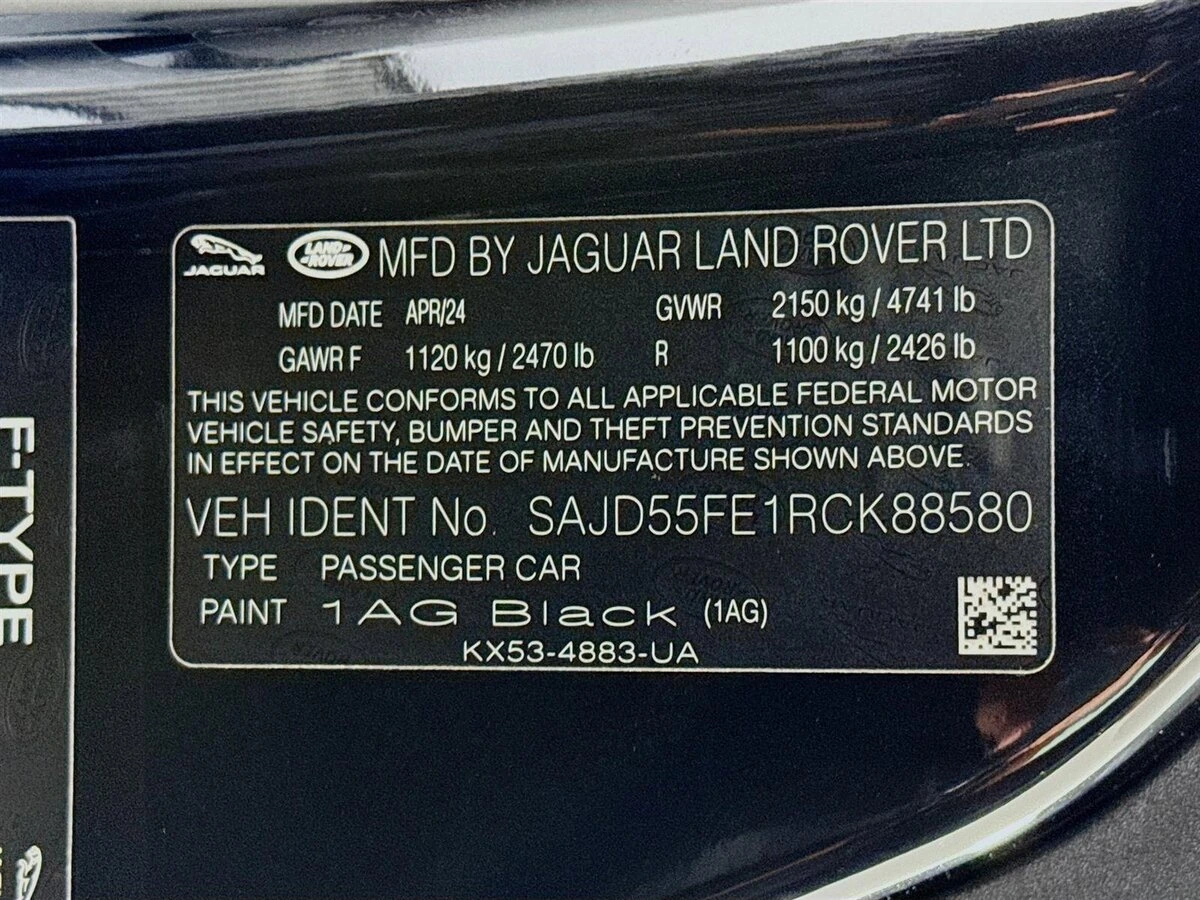 JAGUAR LAND ROVER MFD BY JAGUAR LAND ROVER LTD
MFD DATE APR/24 GVWR 2150 kg / 4741 lb
GAWR F 1120 kg / 2470 lb R 1100 kg / 2426 lb
THIS VEHICLE CONFORMS TO ALL APPLICABLE FEDERAL MOTOR
VEHICLE SAFETY, BUMPER AND THEFT PREVENTION STANDARDS
IN EFFECT ON THE DATE OF MANUFACTURE SHOWN ABOVE.
VEH IDENT No. SAJD55FE1RCK88580
TYPE PASSENGER CAR
PAINT 1AG Black (1AG)
KX53-4883-UA
F-TYPE